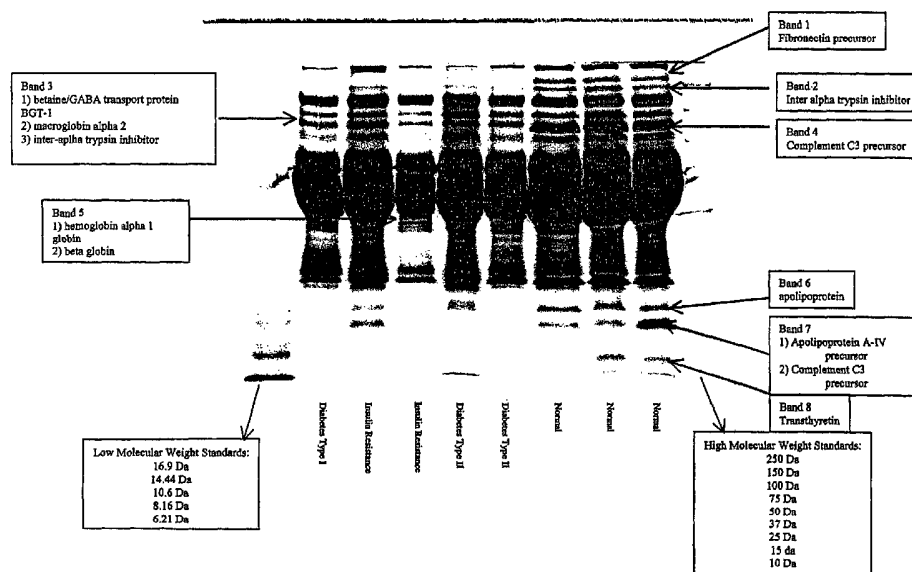 Band 1
Fibronectin precursor
Band 3
1) betaine/GABA transport protein
BGT-1
2) macroglobin alpha 2
3) inter-aplha trypsin inhibitor
Band 2
Inter alpha trypsin inhibitor
Band 4
Complement C3 precursor
Band 5
1) hemoglobin alpha 1
globin
2) beta globin
Band 6
apolipoprotein
Band 7
1) Apolipoprotein A-IV
precursor
2) Complement C3
precursor
Band 8
Transthyretin
Diabetes Type I
Insulin Resistance
Insulin Resistance
Diabetes Type II
Diabetes Type II
Normal
Normal
Normal
Low Molecular Weight Standards:
16.9 Da
14.44 Da
10.6 Da
8.16 Da
6.21 Da
High Molecular Weight Standards:
250 Da
150 Da
100 Da
75 Da
50 Da
37 Da
25 Da
15 da
10 Da